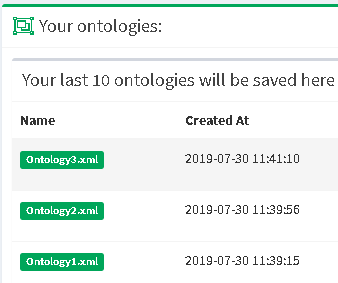 Your ontologies:
Your last 10 ontologies will be saved here
Name Created At
Ontology3.xml 2019-07-30 11:41:10
Ontology2.xml 2019-07-30 11:39:56
Ontology1.xml 2019-07-30 11:39:15